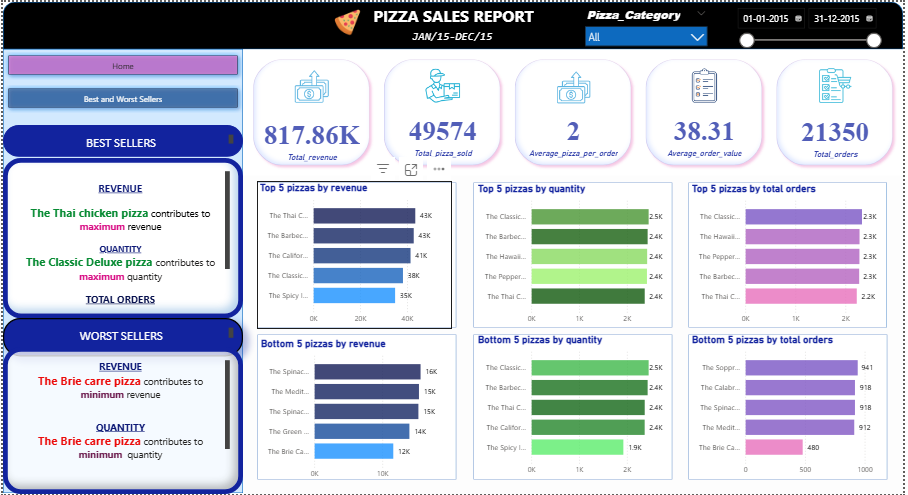 PIZZA SALES REPORT
JAN/15-DEC/15
Pizza_Category
All
01-01-2015
31-12-2015
Home
Best and Worst Sellers
BEST SELLERS
REVENUE
The Thai chicken pizza contributes to
maximum revenue
QUANTITY
The Classic Deluxe pizza contributes to
maximum quantity
TOTAL ORDERS
WORST SELLERS
REVENUE
The Brie carre pizza contributes to
minimum revenue
QUANTITY
The Brie carre pizza contributes to
minimum quantity
817.86K
Total_revenue
49574
Total_pizza_sold
2
Average_pizza_per_order
38.31
Average_order_value
21350
Total_orders
Top 5 pizzas by revenue
The Thai C... 43K
The Barbec... 43K
The Califor... 41K
The Classic... 38K
The Spicy I... 35K
0K 20K 40K
Top 5 pizzas by quantity
The Classic... 2.5K
The Barbec... 2.4K
The Hawaii... 2.4K
The Pepper... 2.4K
The Thai C... 2.4K
0K 1K 2K
Top 5 pizzas by total orders
The Classic... 2.3K
The Hawaii... 2.3K
The Pepper... 2.3K
The Barbec... 2.3K
The Thai C... 2.2K
0K 1K 2K
Bottom 5 pizzas by revenue
The Spinac... 16K
The Medit... 15K
The Spinac... 15K
The Green ... 14K
The Brie Ca... 12K
0K 10K
Bottom 5 pizzas by quantity
The Classic... 2.5K
The Barbec... 2.4K
The Thai C... 2.4K
The Califor... 2.4K
The Spicy I... 1.9K
0K 1K 2K
Bottom 5 pizzas by total orders
The Soppr... 941
The Calabr... 918
The Spinac... 918
The Medit... 912
The Brie Ca... 480
0 500 1000